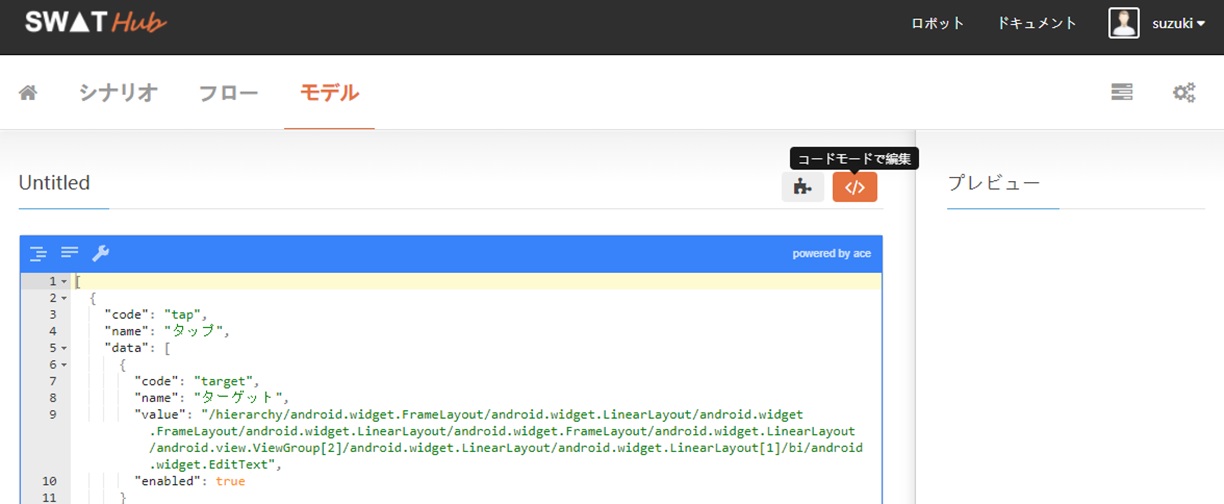 SWAT Hub
ロボット ドキュメント suzuki
シナリオ フロー モデル
コードモードで編集
Untitled
</>
プレビュー
powered by ace
1 [
2 {
3 "code": "tap",
4 "name": "タップ",
5 "data": [
6 {
7 "code": "target",
8 "name": "ターゲット",
9 "value": "/hierarchy/android.widget.FrameLayout/android.widget.LinearLayout/android.widget
.FrameLayout/android.widget.LinearLayout/android.widget.FrameLayout/android.widget.LinearLayout
/android.view.ViewGroup[2]/android.widget.LinearLayout/android.widget.LinearLayout[1]/bi/android
.widget.EditText",
10 "enabled": true
11 }